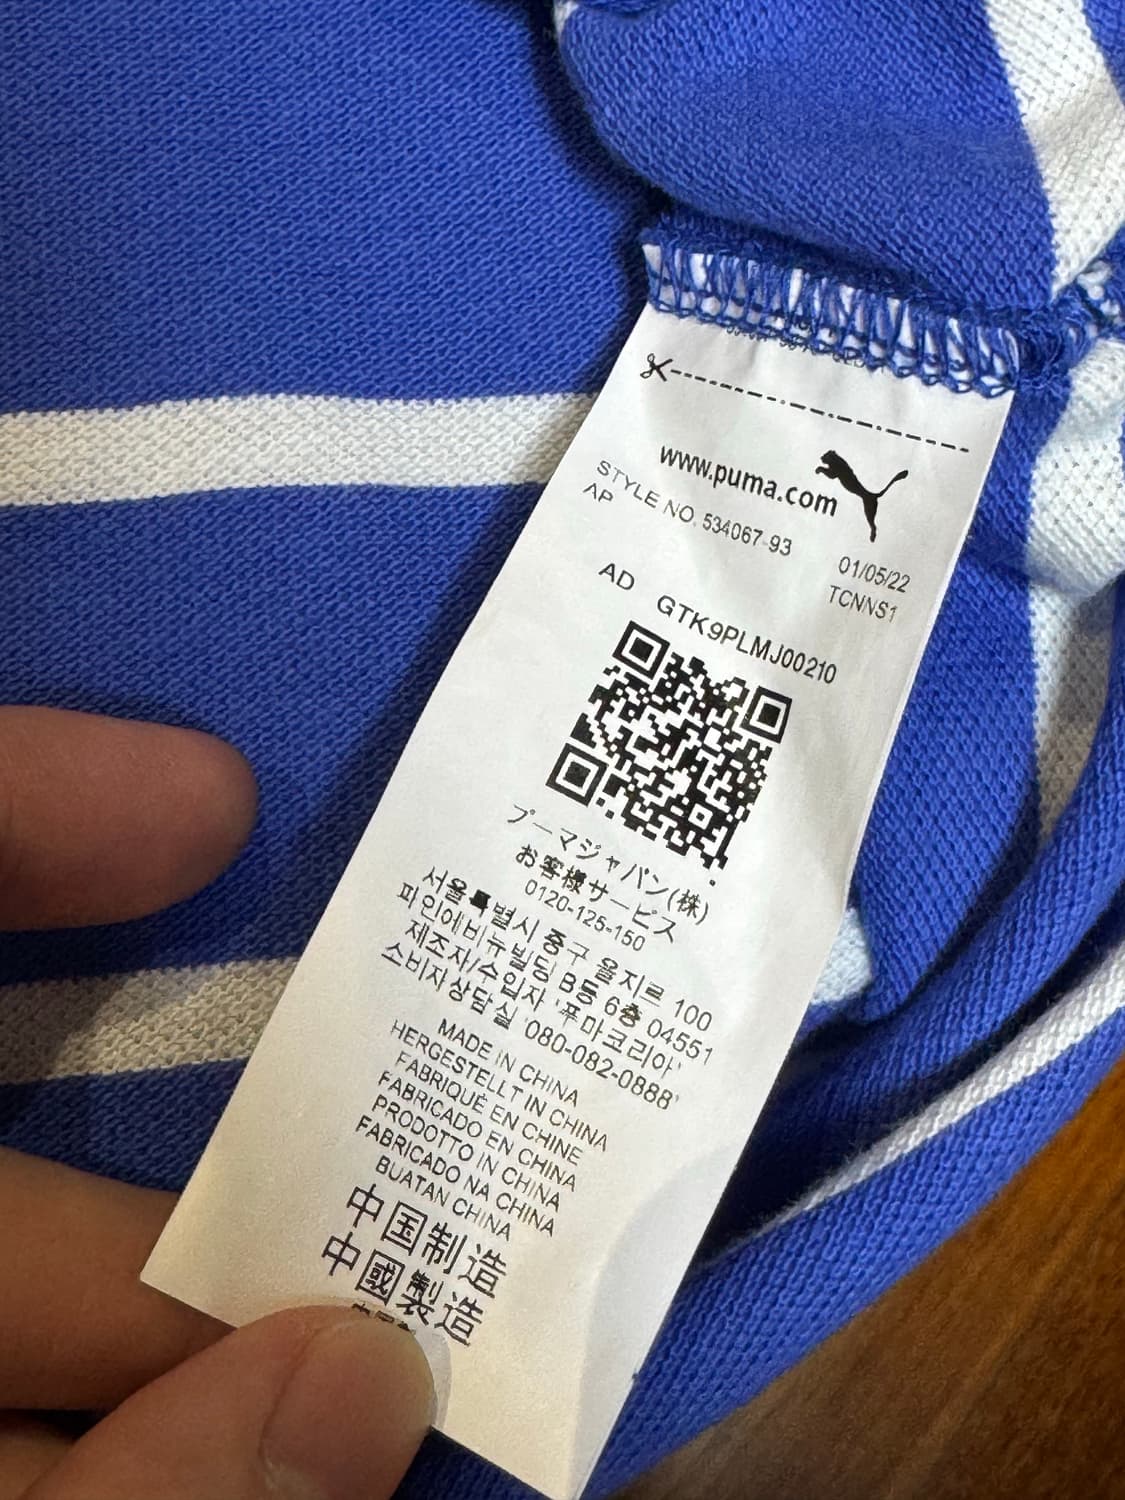 www.puma.com
STYLE NO. 534067-93
01/05/22
AP
TCNNS1
AD
GTK9PLMJ00210
プーマジャパン(株)
お客様サービス
0120-125-150
서울특별시 중구 을지로 100
파인에비뉴빌딩 B동 6층 04551
제조자/수입자 '푸마코리아'
소비자상담실 '080-082-0888'
MADE IN CHINA
HERGESTELLT IN CHINA
FABRIQUÉ EN CHINE
FABRICADO EN CHINA
PRODOTTO IN CHINA
FABRICADO NA CHINA
BUATAN CHINA
中国制造
中國製造